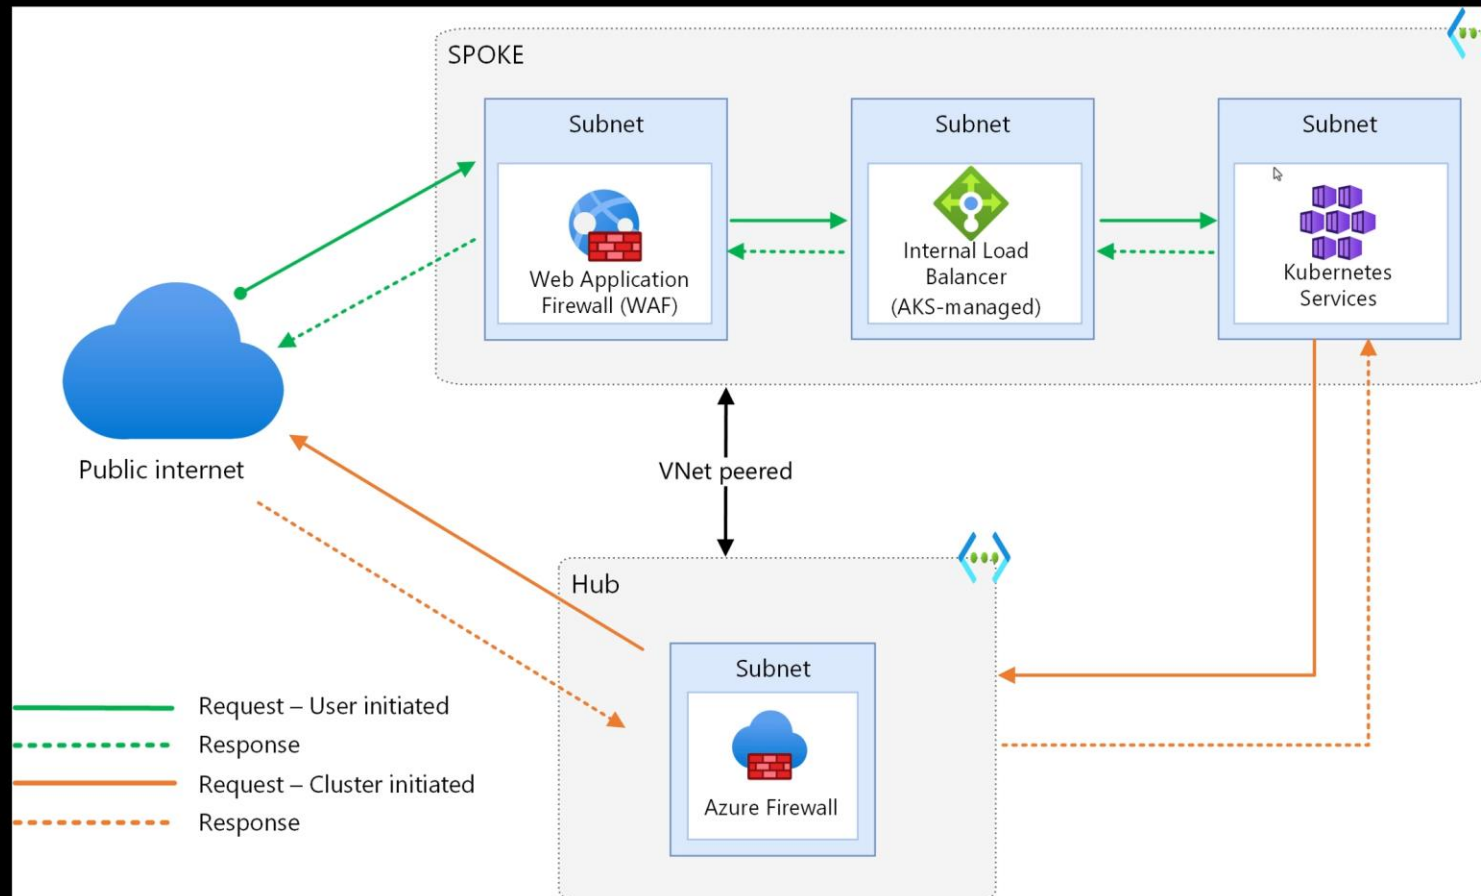 SPOKE
Subnet
Web Application
Firewall (WAF)
Subnet
Internal Load
Balancer
(AKS-managed)
Subnet
Kubernetes
Services
Public internet
VNet peered
Hub
Subnet
Azure Firewall
Request – User initiated
Response
Request – Cluster initiated
Response